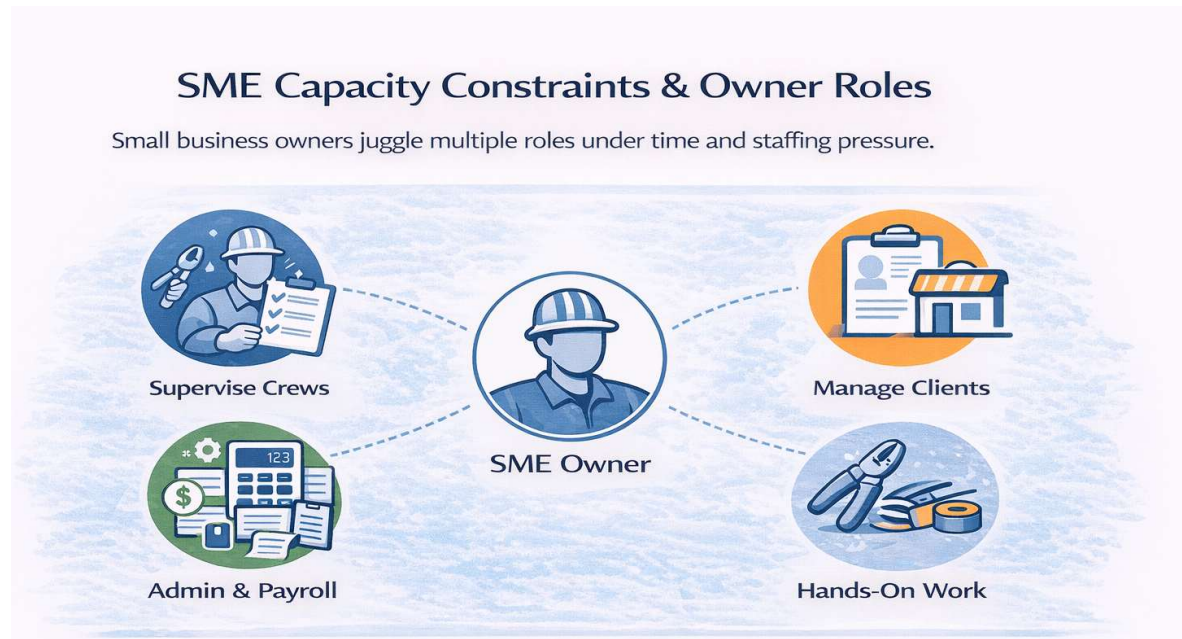 SME Capacity Constraints & Owner Roles
Small business owners juggle multiple roles under time and staffing pressure.
Supervise Crews
Manage Clients
123
$
SME Owner
Admin & Payroll
Hands-On Work